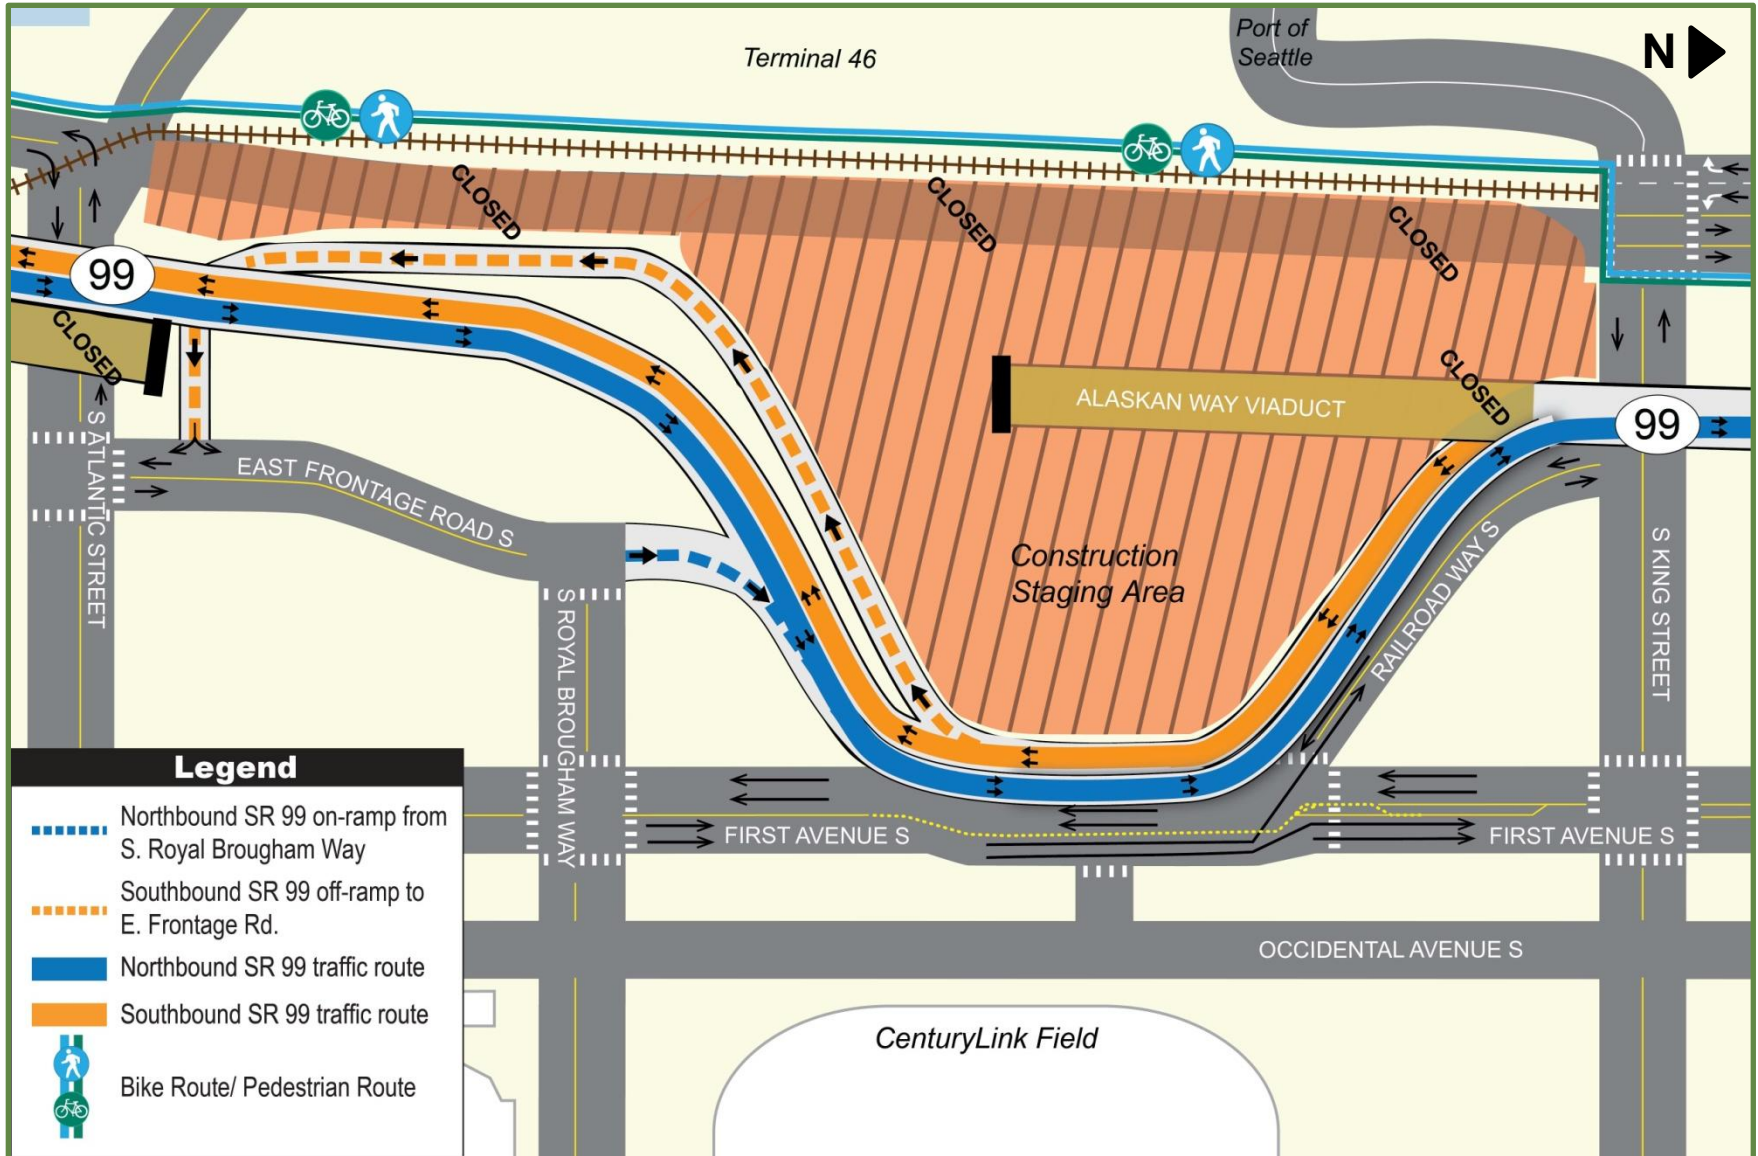 Terminal 46
Port of
Seattle
N
CLOSED
CLOSED
CLOSED
99
CLOSED
CLOSED
ALASKAN WAY VIADUCT
99
S ATLANTIC STREET
EAST FRONTAGE ROAD S
Construction
Staging Area
RAILROAD WAY S
S KING STREET
S ROYAL BROUGHAM WAY
FIRST AVENUE S
FIRST AVENUE S
OCCIDENTAL AVENUE S
CenturyLink Field
Legend
Northbound SR 99 on-ramp from
S. Royal Brougham Way
Southbound SR 99 off-ramp to
E. Frontage Rd.
Northbound SR 99 traffic route
Southbound SR 99 traffic route
Bike Route/ Pedestrian Route